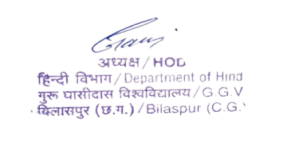 अध्यक्ष / HOD
हिन्दी विभाग / Department of Hind
गुरू घासीदास विश्वविद्यालय / G.G.V
बिलासपुर (छ.ग.) / Bilaspur (C.G.